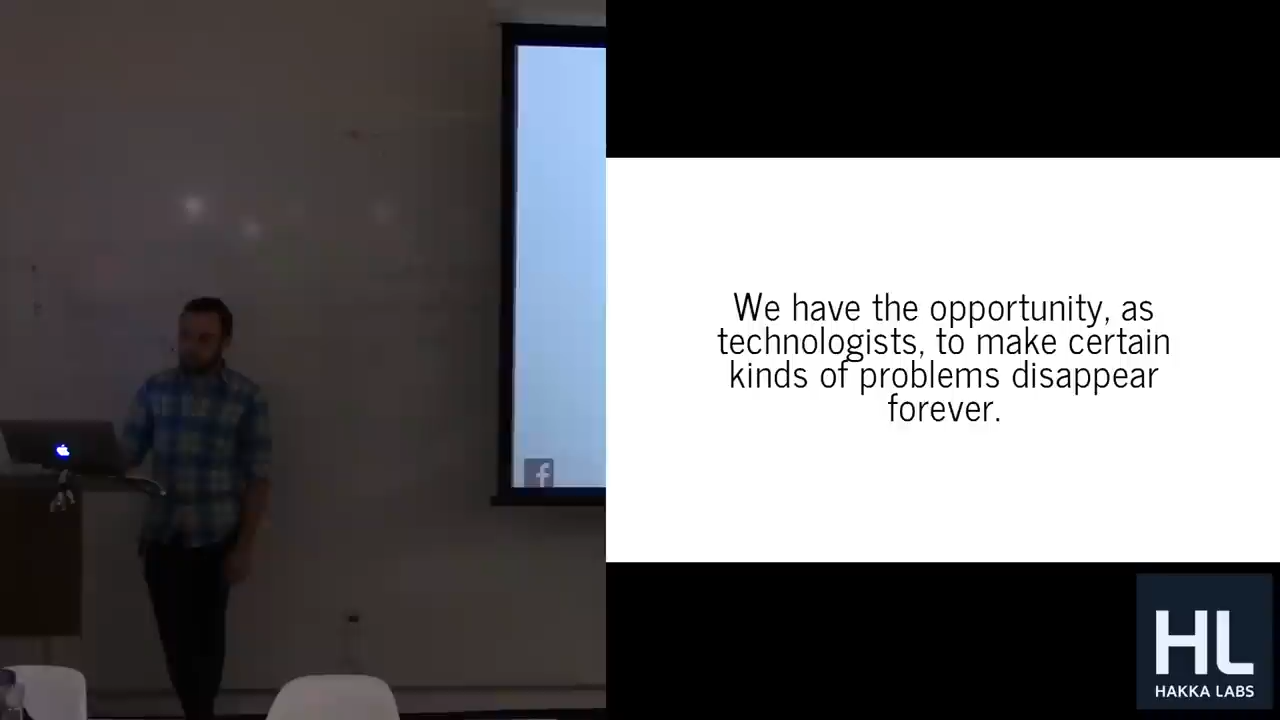 We have the opportunity, as
technologists, to make certain
kinds of problems disappear
forever.
f
HL
HAKKA LABS